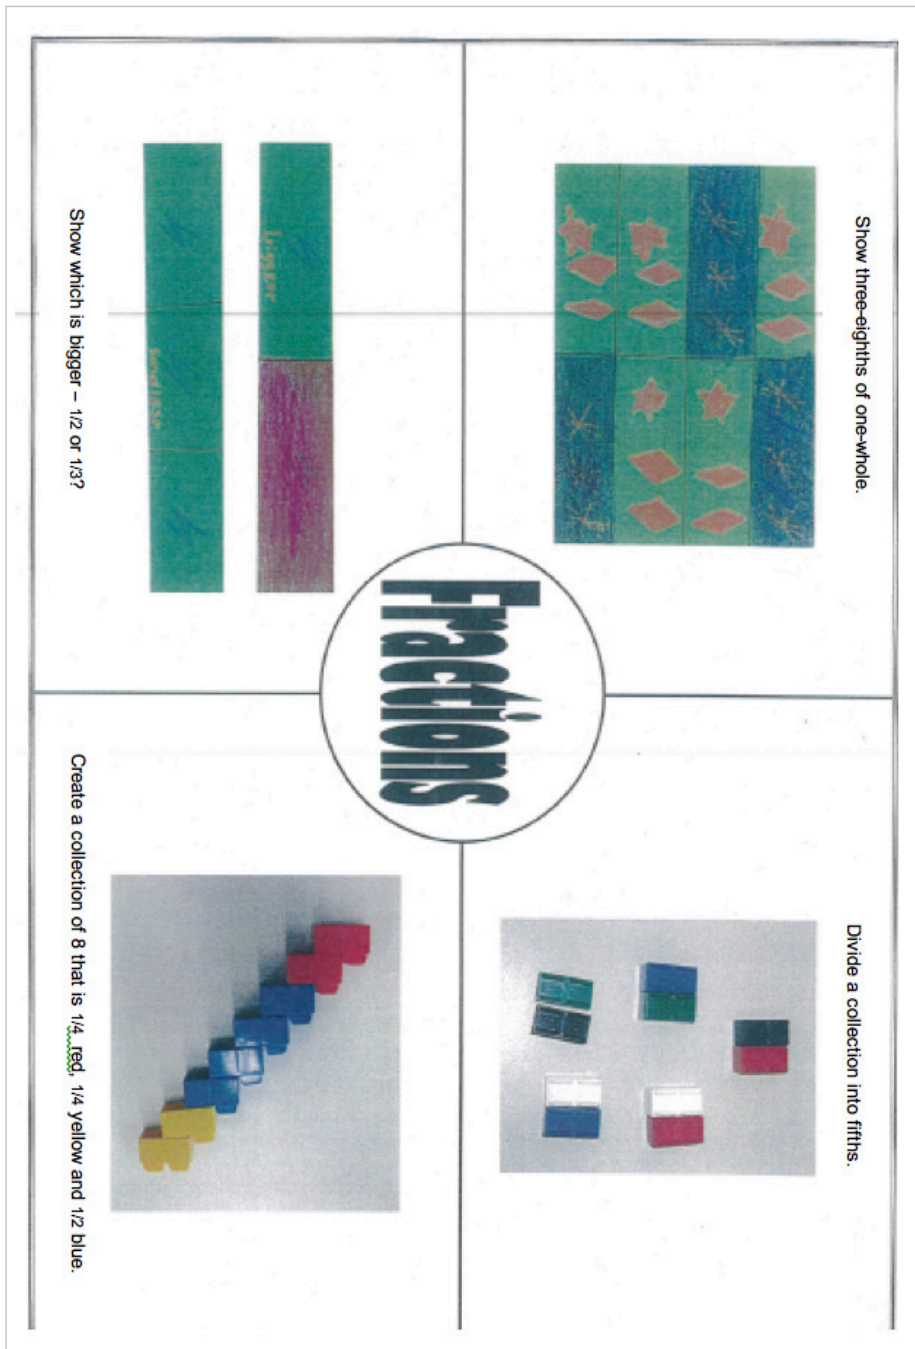 Show three-eighths of one-whole.
Divide a collection into fifths.
Fractions
bigger
smaller
Show which is bigger – 1/2 or 1/3?
Create a collection of 8 that is 1/4 red, 1/4 yellow and 1/2 blue.